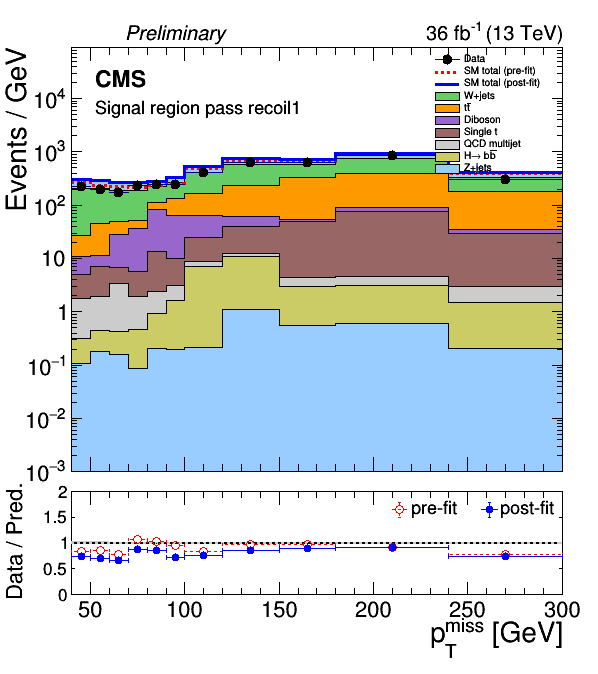 Preliminary 36 fb⁻¹ (13 TeV)
CMS
Signal region pass recoil1
Data
SM total (pre-fit)
SM total (post-fit)
W+jets
tt̅
Diboson
Single t
QCD multijet
H→ bb̅
Z+jets
Events / GeV
10⁴
10³
10²
10
1
10⁻¹
10⁻²
10⁻³
pre-fit post-fit
Data / Pred.
2
1.5
1
0.5
0
50 100 150 200 250 300
p_T^miss [GeV]